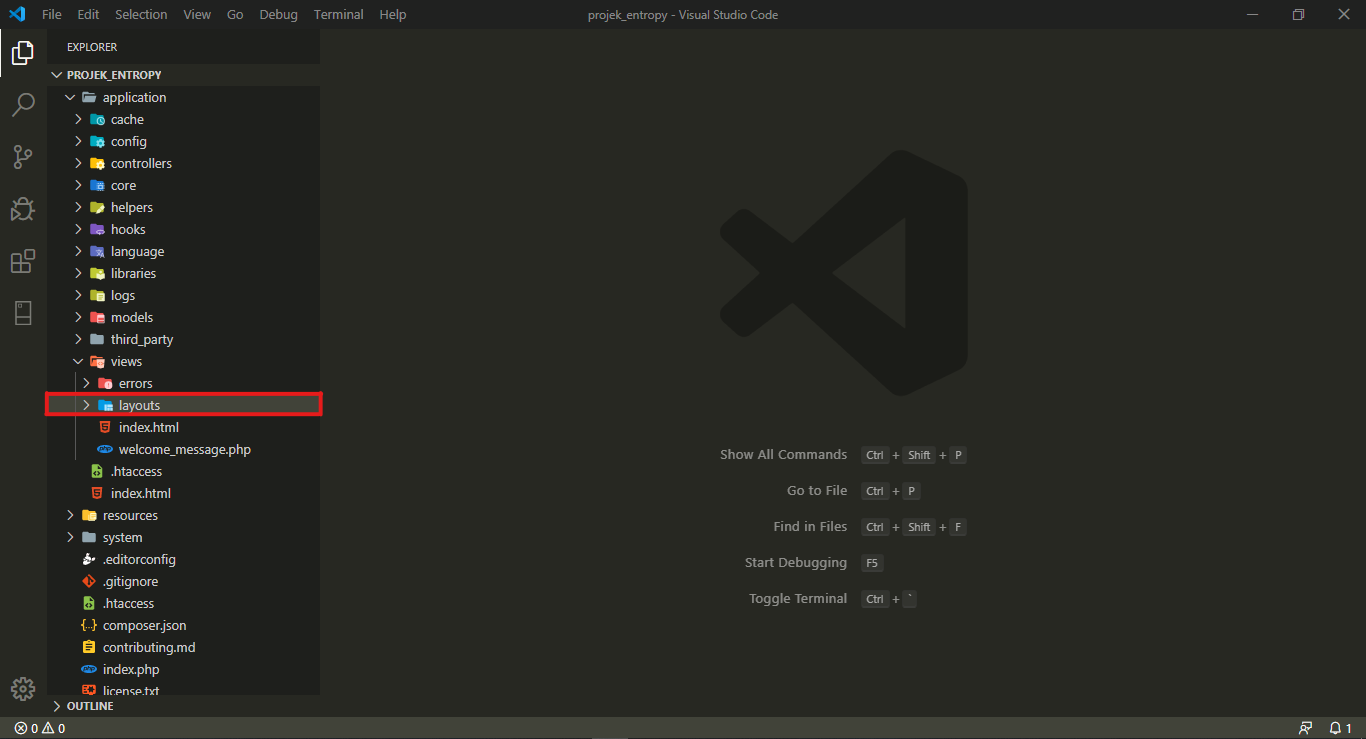 File Edit Selection View Go Debug Terminal Help
projek_entropy - Visual Studio Code
EXPLORER
PROJEK_ENTROPY
application
cache
config
controllers
core
helpers
hooks
language
libraries
logs
models
third_party
views
errors
layouts
index.html
welcome_message.php
.htaccess
index.html
resources
system
.editorconfig
.gitignore
.htaccess
composer.json
contributing.md
index.php
license.txt
OUTLINE
Show All Commands Ctrl + Shift + P
Go to File Ctrl + P
Find in Files Ctrl + Shift + F
Start Debugging F5
Toggle Terminal Ctrl + `
0 0
1